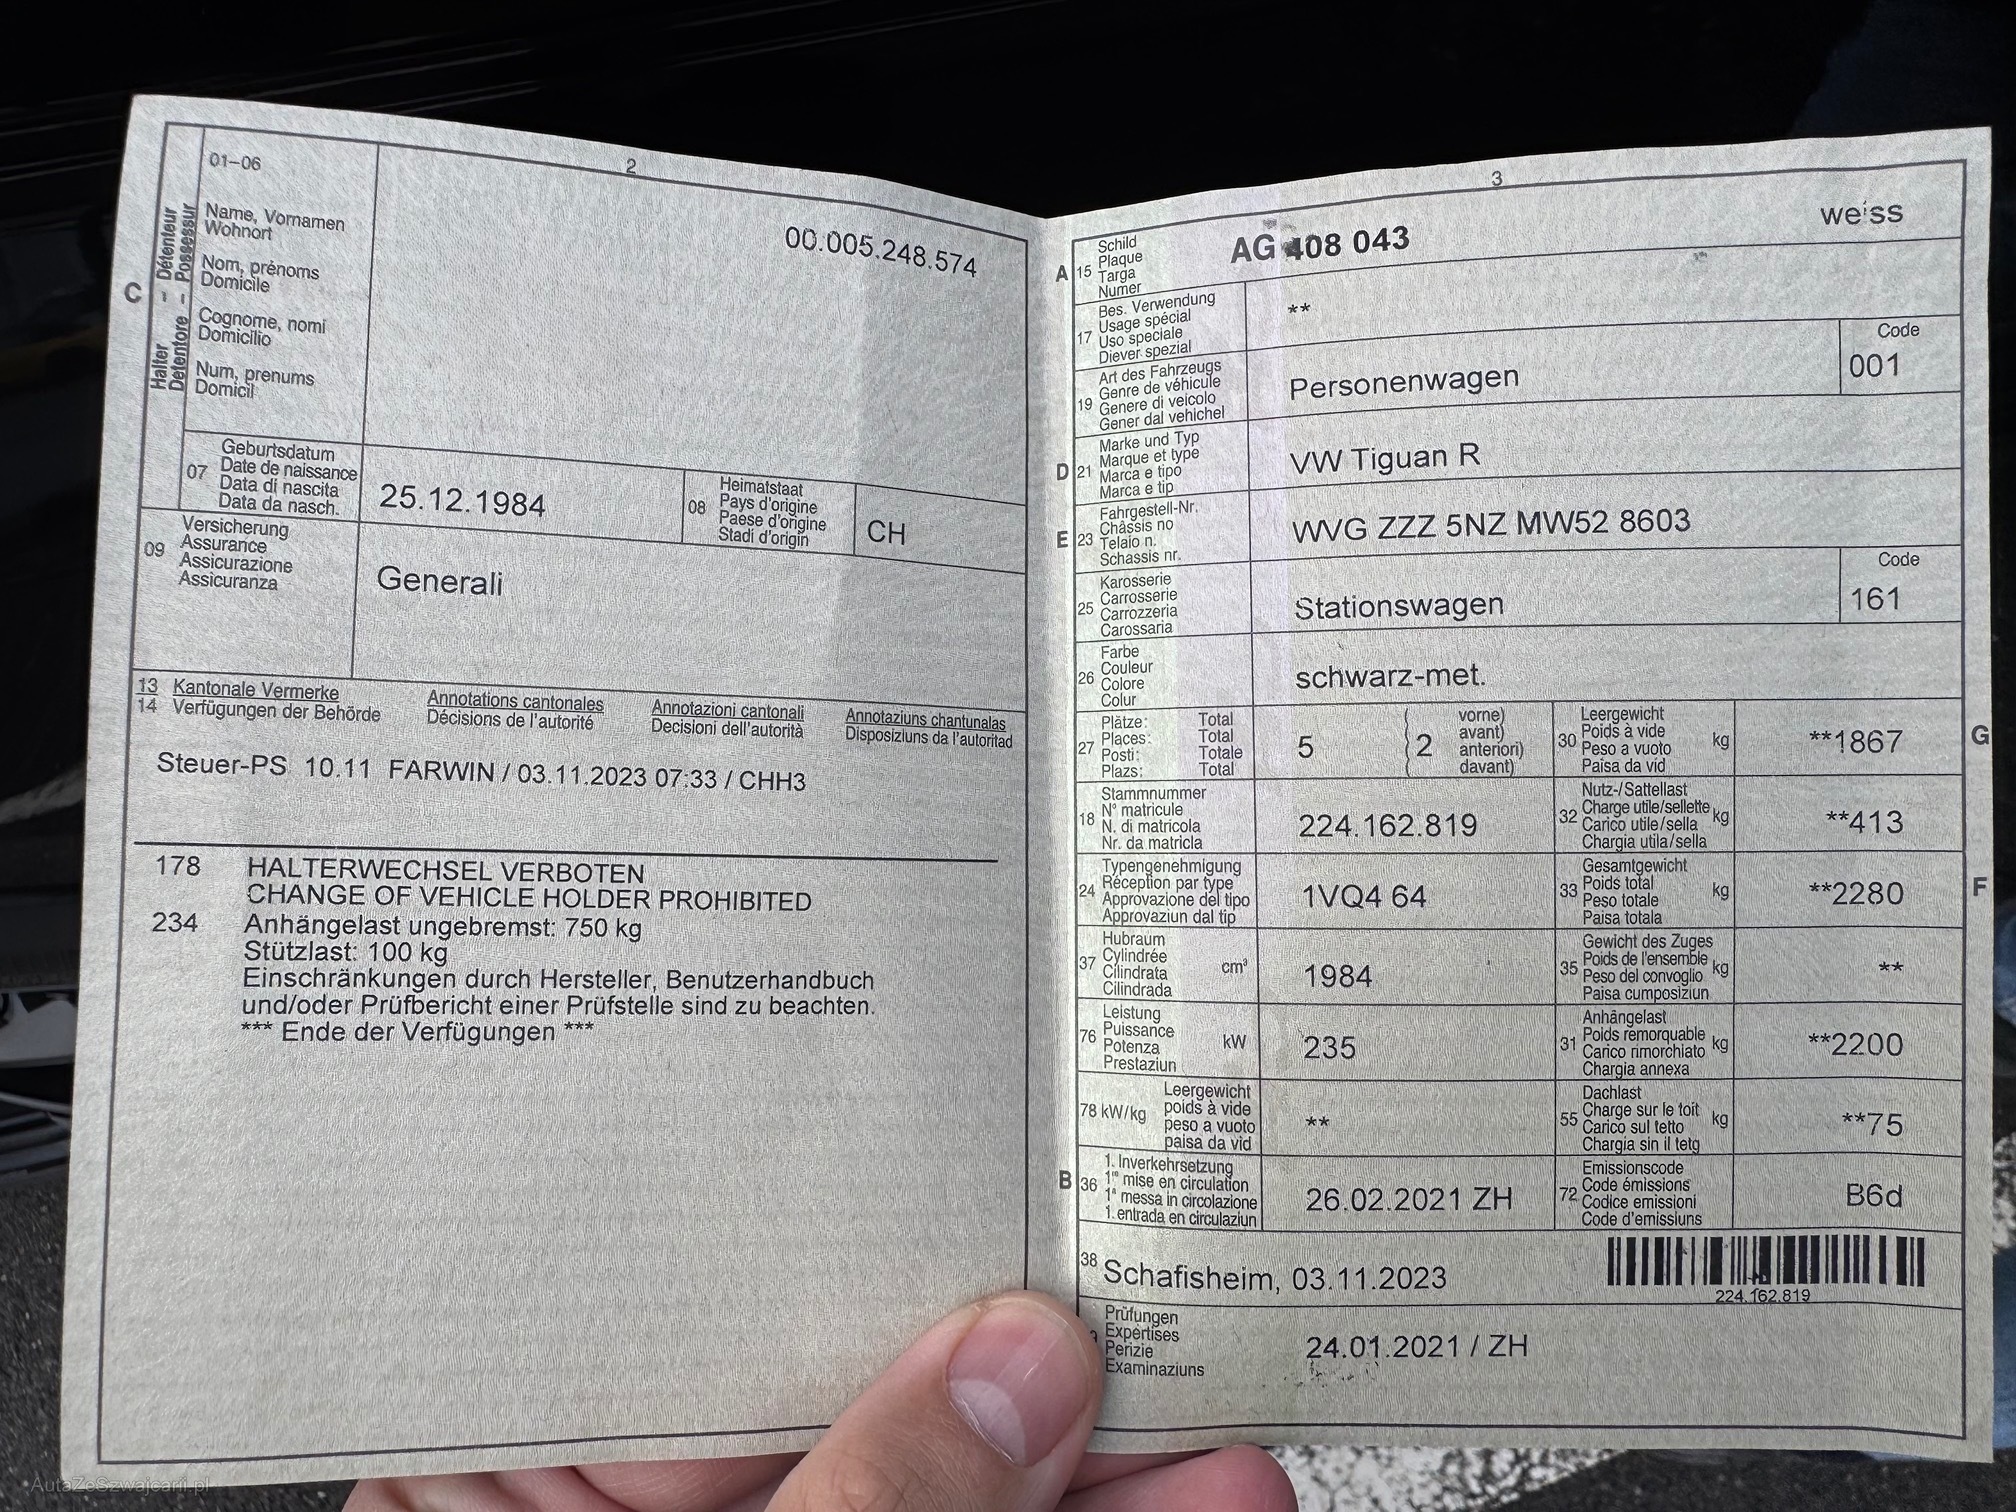 2
01-06
Name, Vornamen
Wohnort
Nom, prénoms
Domicile
Cognome, nomi
Domicilio
Num, prenums
Domicil
C
Halter – Détenteur
Détentore – Possessur
00.005.248.574
07
Geburtsdatum
Date de naissance
Data di nascita
Data da nasch.
25.12.1984
08
Heimatstaat
Pays d'origine
Paese d'origine
Stadi d'origin
CH
09
Versicherung
Assurance
Assicurazione
Assicuranza
Generali
13 Kantonale Vermerke Annotations cantonales Annotazioni cantonali Annotaziuns chantunalas
14 Verfügungen der Behörde Décisions de l'autorité Decisioni dell'autorità Disposiziuns da l'autoritad
Steuer-PS 10.11 FARWIN / 03.11.2023 07:33 / CHH3
178 HALTERWECHSEL VERBOTEN
CHANGE OF VEHICLE HOLDER PROHIBITED
234 Anhängelast ungebremst: 750 kg
Stützlast: 100 kg
Einschränkungen durch Hersteller, Benutzerhandbuch
und/oder Prüfbericht einer Prüfstelle sind zu beachten.
*** Ende der Verfügungen ***
3
A 15
Schild
Plaque
Targa
Numer
AG 408 043
weiss
17
Bes. Verwendung
Usage spécial
Uso speciale
Diever spezial
**
19
Art des Fahrzeugs
Genre de véhicule
Genere di veicolo
Gener dal vehichel
Personenwagen
Code
001
D 21
Marke und Typ
Marque et type
Marca e tipo
Marca e tip
VW Tiguan R
E 23
Fahrgestell-Nr.
Châssis no
Telaio n.
Schassis nr.
WVG ZZZ 5NZ MW52 8603
25
Karosserie
Carrosserie
Carrozzeria
Carossaria
Stationswagen
Code
161
26
Farbe
Couleur
Colore
Colur
schwarz-met.
27
Plätze: Total
Places: Total
Posti: Totale
Plazs: Total
5
2
vorne)
avant)
anteriori)
davant)
30
Leergewicht
Poids à vide
Peso a vuoto
Paisa da vid
kg
**1867
G
18
Stammnummer
N° matricule
N. di matricola
Nr. da matricla
224.162.819
32
Nutz-/Sattellast
Charge utile/sellette
Carico utile/sella
Chargia utila/sella
kg
**413
24
Typengenehmigung
Réception par type
Approvazione del tipo
Approvaziun dal tip
1VQ4 64
33
Gesamtgewicht
Poids total
Peso totale
Paisa totala
kg
**2280
F
37
Hubraum
Cylindrée
Cilindrata
Cilindrada
cm³
1984
35
Gewicht des Zuges
Poids de l'ensemble
Peso del convoglio
Paisa cumposiziun
kg
**
76
Leistung
Puissance
Potenza
Prestaziun
kW
235
31
Anhängelast
Poids remorquable
Carico rimorchiato
Chargia annexa
kg
**2200
78 kW/kg
Leergewicht
poids à vide
peso a vuoto
paisa da vid
**
55
Dachlast
Charge sur le toit
Carico sul tetto
Chargia sin il tetg
kg
**75
B 36
1. Inverkehrsetzung
1re mise en circulation
1a messa in circolazione
1. entrada en circulaziun
26.02.2021 ZH
72
Emissionscode
Code émissions
Codice emissioni
Code d'emissiuns
B6d
38
Schafisheim, 03.11.2023
224.162.819
Prüfungen
Expertises
Perizie
Examinaziuns
24.01.2021 / ZH
AutaZeSzwajcarii.pl